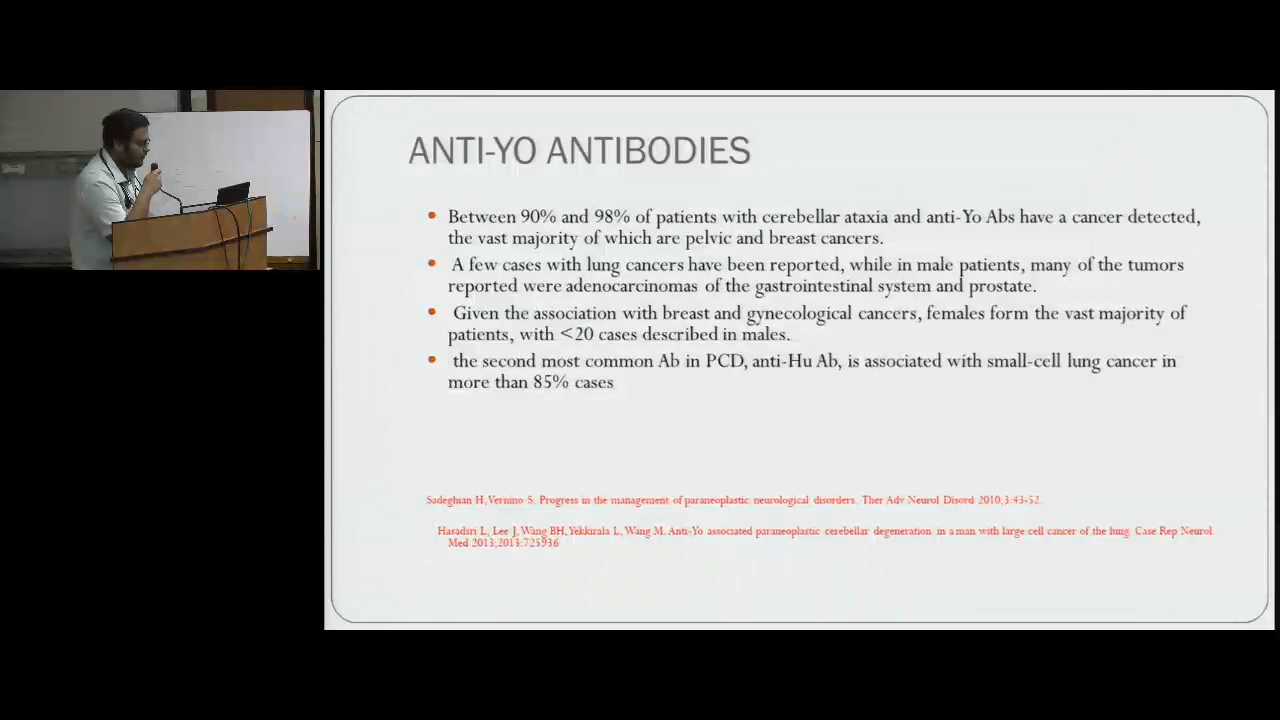 ANTI-YO ANTIBODIES
• Between 90% and 98% of patients with cerebellar ataxia and anti-Yo Abs have a cancer detected,
the vast majority of which are pelvic and breast cancers.
• A few cases with lung cancers have been reported, while in male patients, many of the tumors
reported were adenocarcinomas of the gastrointestinal system and prostate.
• Given the association with breast and gynecological cancers, females form the vast majority of
patients, with <20 cases described in males.
• the second most common Ab in PCD, anti-Hu Ab, is associated with small-cell lung cancer in
more than 85% cases
Sadeghian H, Vernino S. Progress in the management of paraneoplastic neurological disorders. Ther Adv Neurol Disord 2010;3:43-52.
Hasadsri L, Lee J, Wang BH, Yekkirala L, Wang M. Anti-Yo associated paraneoplastic cerebellar degeneration in a man with large cell cancer of the lung. Case Rep Neurol
Med 2013;2013:725936